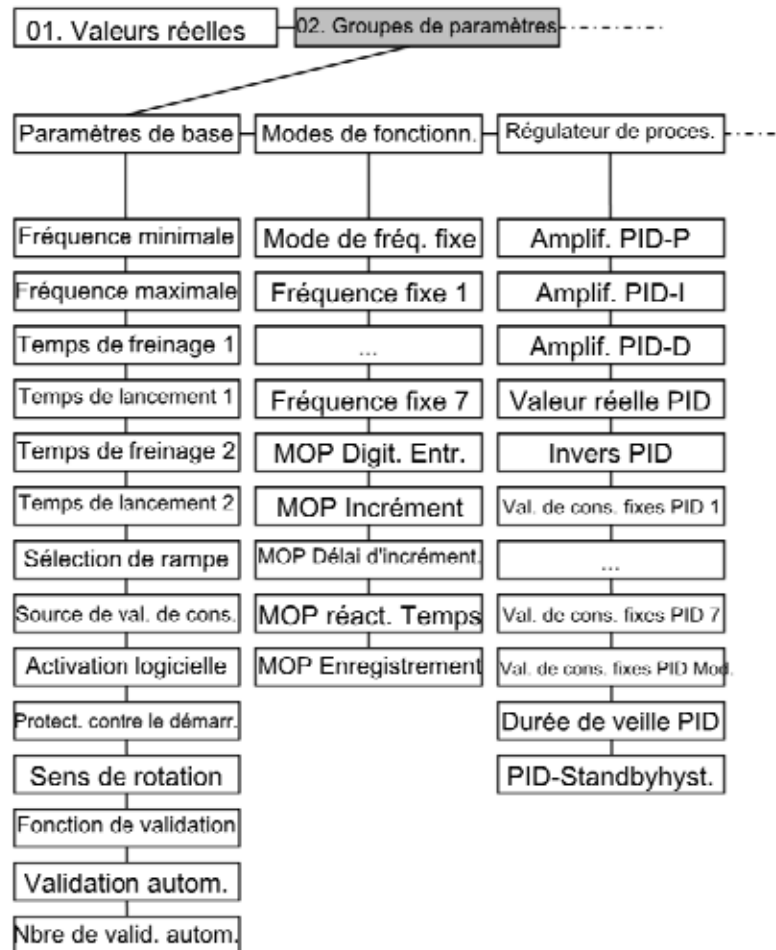 01. Valeurs réelles
02. Groupes de paramètres
Paramètres de base
Modes de fonctionn.
Régulateur de proces.
Fréquence minimale
Fréquence maximale
Temps de freinage 1
Temps de lancement 1
Temps de freinage 2
Temps de lancement 2
Sélection de rampe
Source de val. de cons.
Activation logicielle
Protect. contre le démarr.
Sens de rotation
Fonction de validation
Validation autom.
Nbre de valid. autom.
Mode de fréq. fixe
Fréquence fixe 1
...
Fréquence fixe 7
MOP Digit. Entr.
MOP Incrément
MOP Délai d'incrément.
MOP réact. Temps
MOP Enregistrement
Amplif. PID-P
Amplif. PID-I
Amplif. PID-D
Valeur réelle PID
Invers PID
Val. de cons. fixes PID 1
...
Val. de cons. fixes PID 7
Val. de cons. fixes PID Mod.
Durée de veille PID
PID-Standbyhyst.